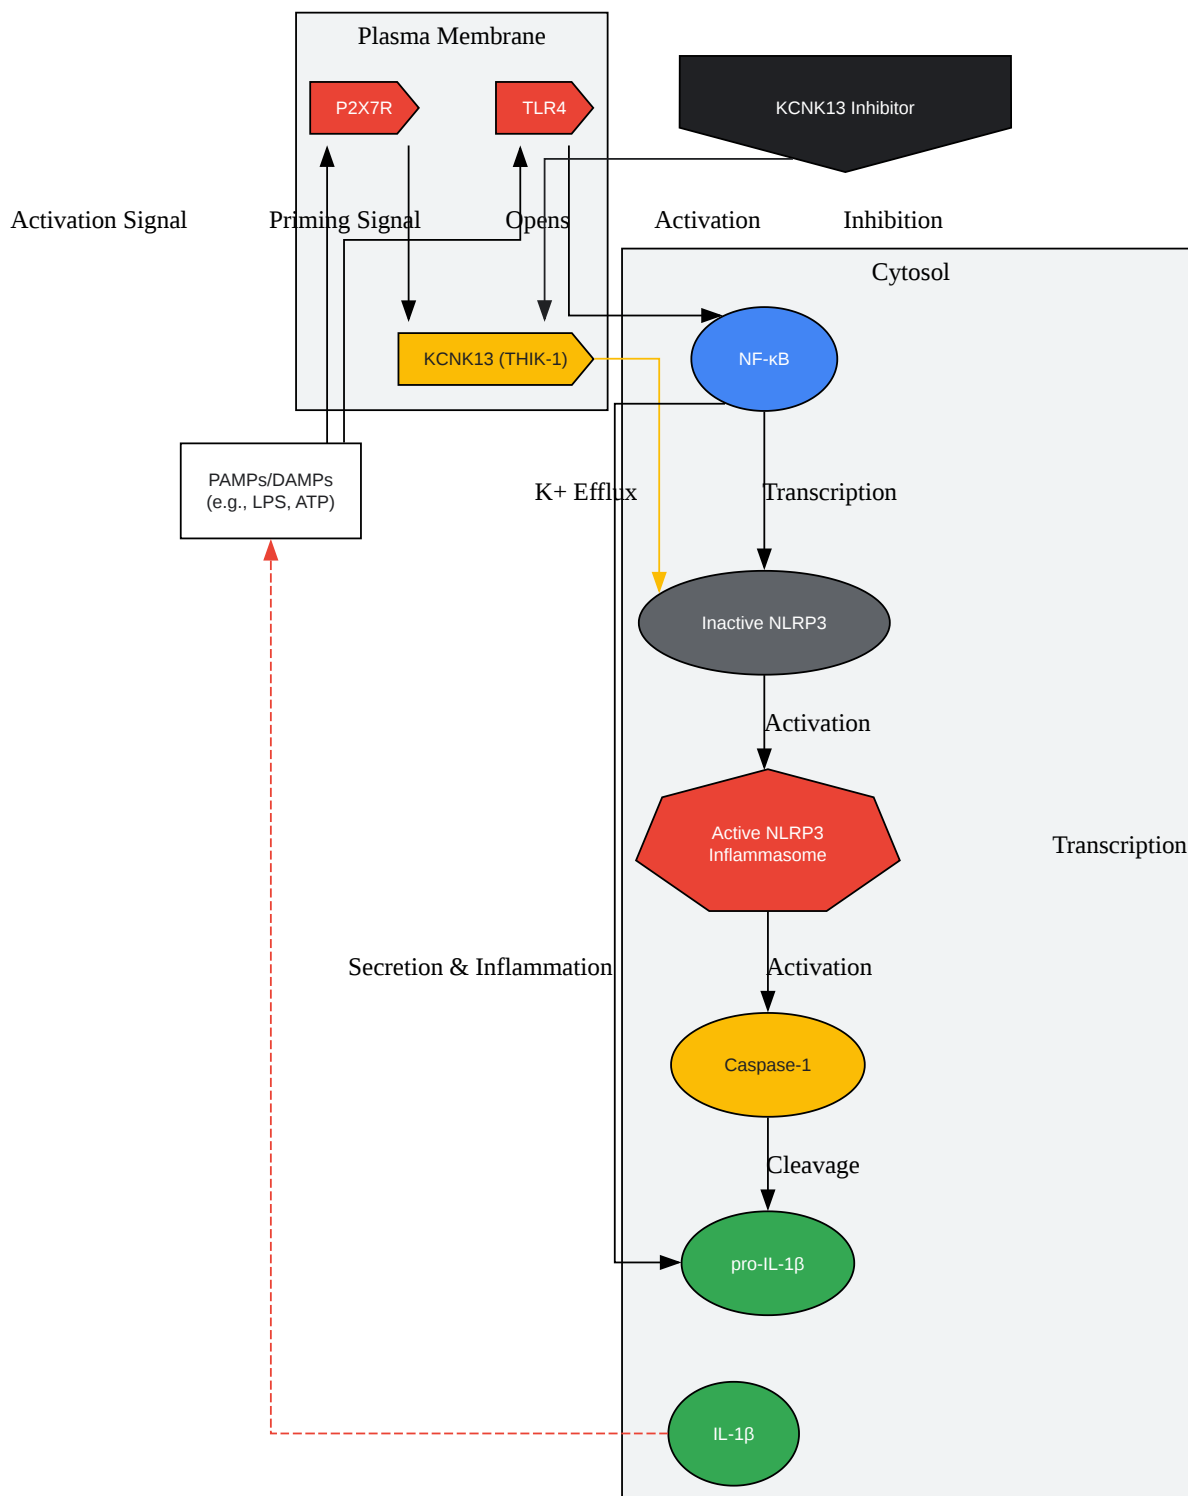 Plasma Membrane
P2X7R
TLR4
KCNK13 Inhibitor
Activation Signal
Priming Signal
Opens
Activation
Inhibition
Cytosol
KCNK13 (THIK-1)
NF-κB
PAMPs/DAMPs
(e.g., LPS, ATP)
K+ Efflux
Transcription
Inactive NLRP3
Activation
Active NLRP3
Inflammasome
Transcription
Secretion & Inflammation
Activation
Caspase-1
Cleavage
pro-IL-1β
IL-1β